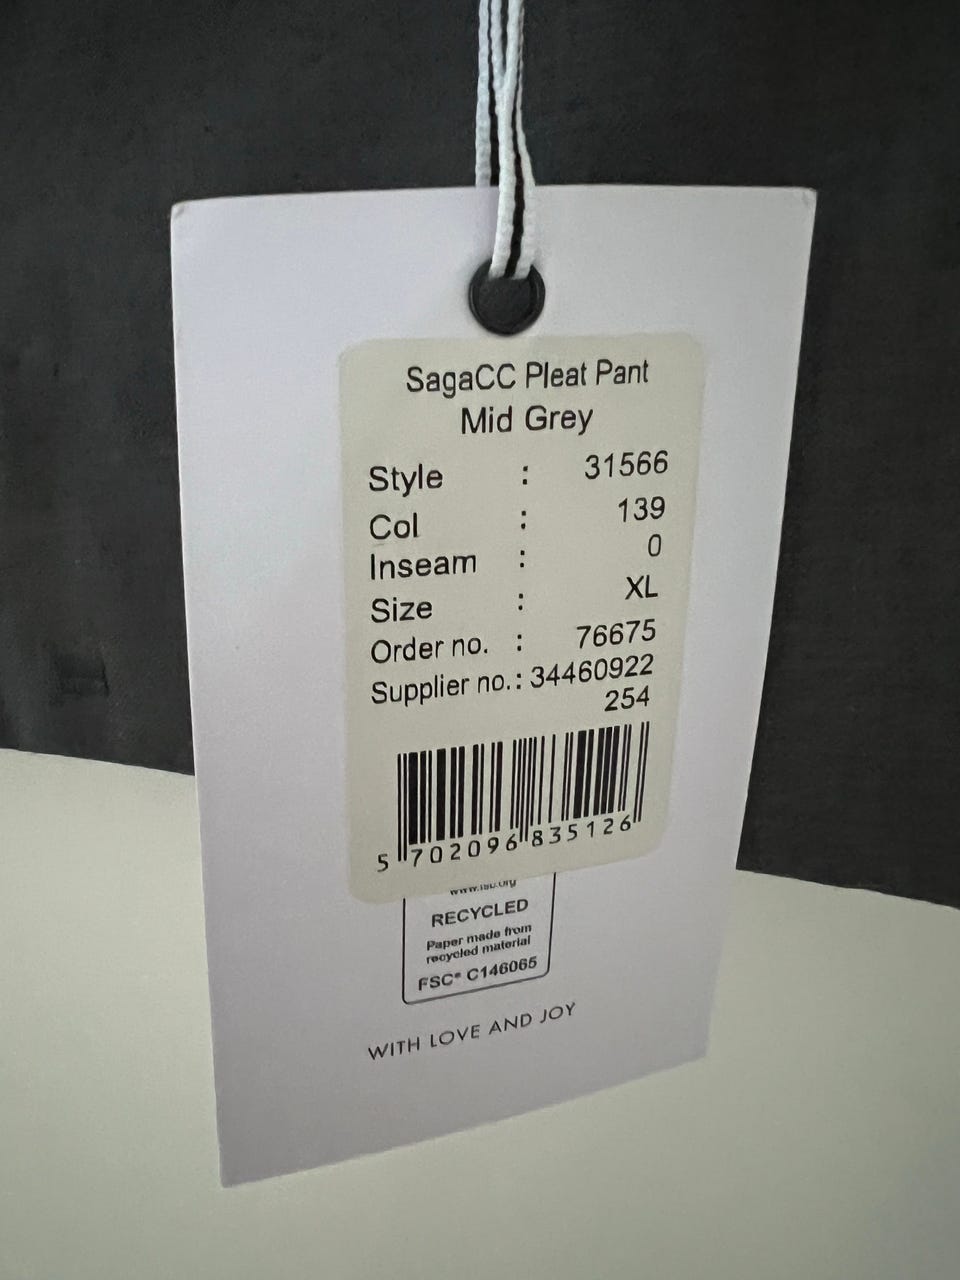 SagaCC Pleat Pant
Mid Grey
Style : 31566
Col : 139
Inseam : 0
Size : XL
Order no. : 76675
Supplier no.: 34460922
254
5 702096 835126
RECYCLED
Paper made from
recycled material
FSC® C146065
WITH LOVE AND JOY